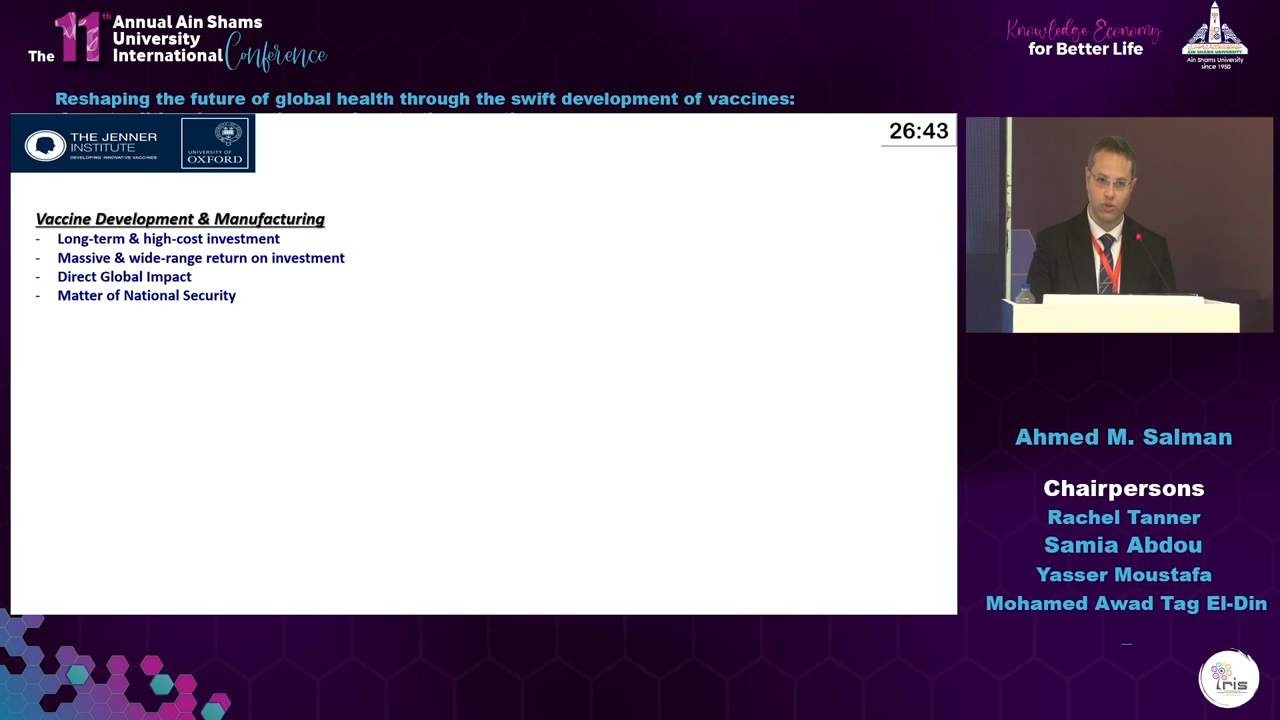 The 11th Annual Ain Shams
University
International Conference
Knowledge Economy
for Better Life
AIN SHAMS UNIVERSITY
Ain Shams University
since 1950
Reshaping the future of global health through the swift development of vaccines:
THE JENNER
INSTITUTE
DEVELOPING INNOVATIVE VACCINES
UNIVERSITY OF
OXFORD
26:43
Vaccine Development & Manufacturing
- Long-term & high-cost investment
- Massive & wide-range return on investment
- Direct Global Impact
- Matter of National Security
Ahmed M. Salman
Chairpersons
Rachel Tanner
Samia Abdou
Yasser Moustafa
Mohamed Awad Tag El-Din
iris